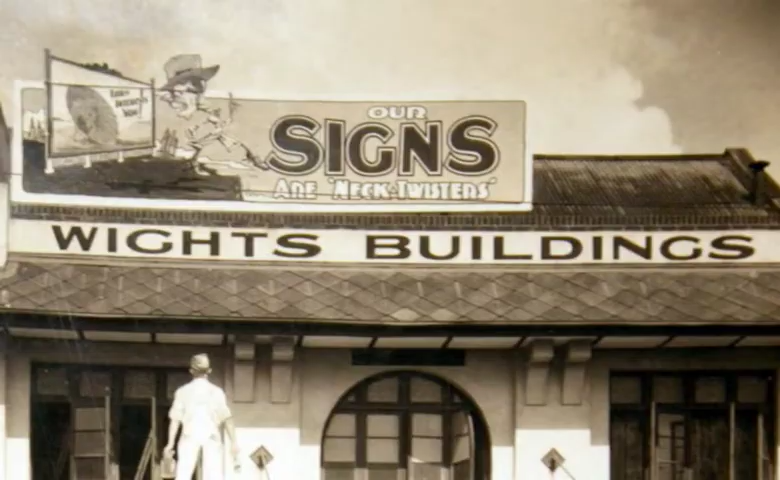 OUR
SIGNS
ARE "NECK-TWISTERS"
WIGHTS BUILDINGS